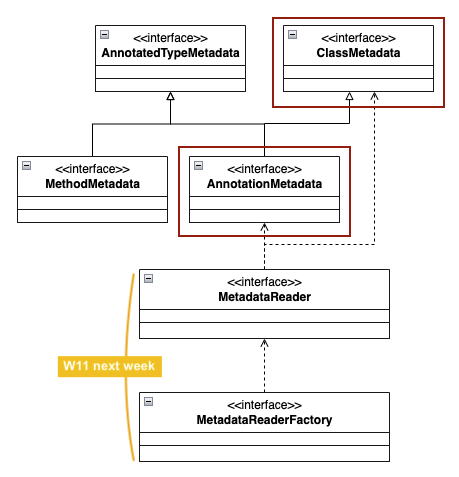 <<interface>>
AnnotatedTypeMetadata
<<interface>>
ClassMetadata
<<interface>>
MethodMetadata
<<interface>>
AnnotationMetadata
<<interface>>
MetadataReader
W11 next week
<<interface>>
MetadataReaderFactory